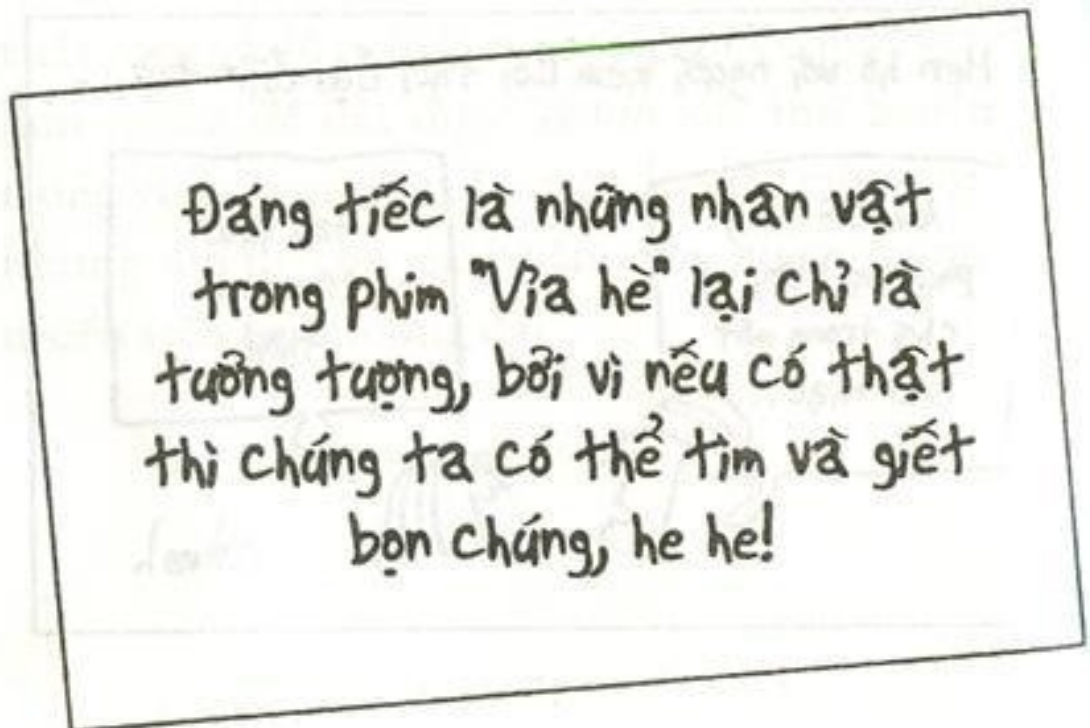 Đáng tiếc là những nhân vật
trong phim "Vỉa hè" lại chỉ là
tưởng tượng, bởi vì nếu có thật
thì chúng ta có thể tìm và giết
bọn chúng, he he!